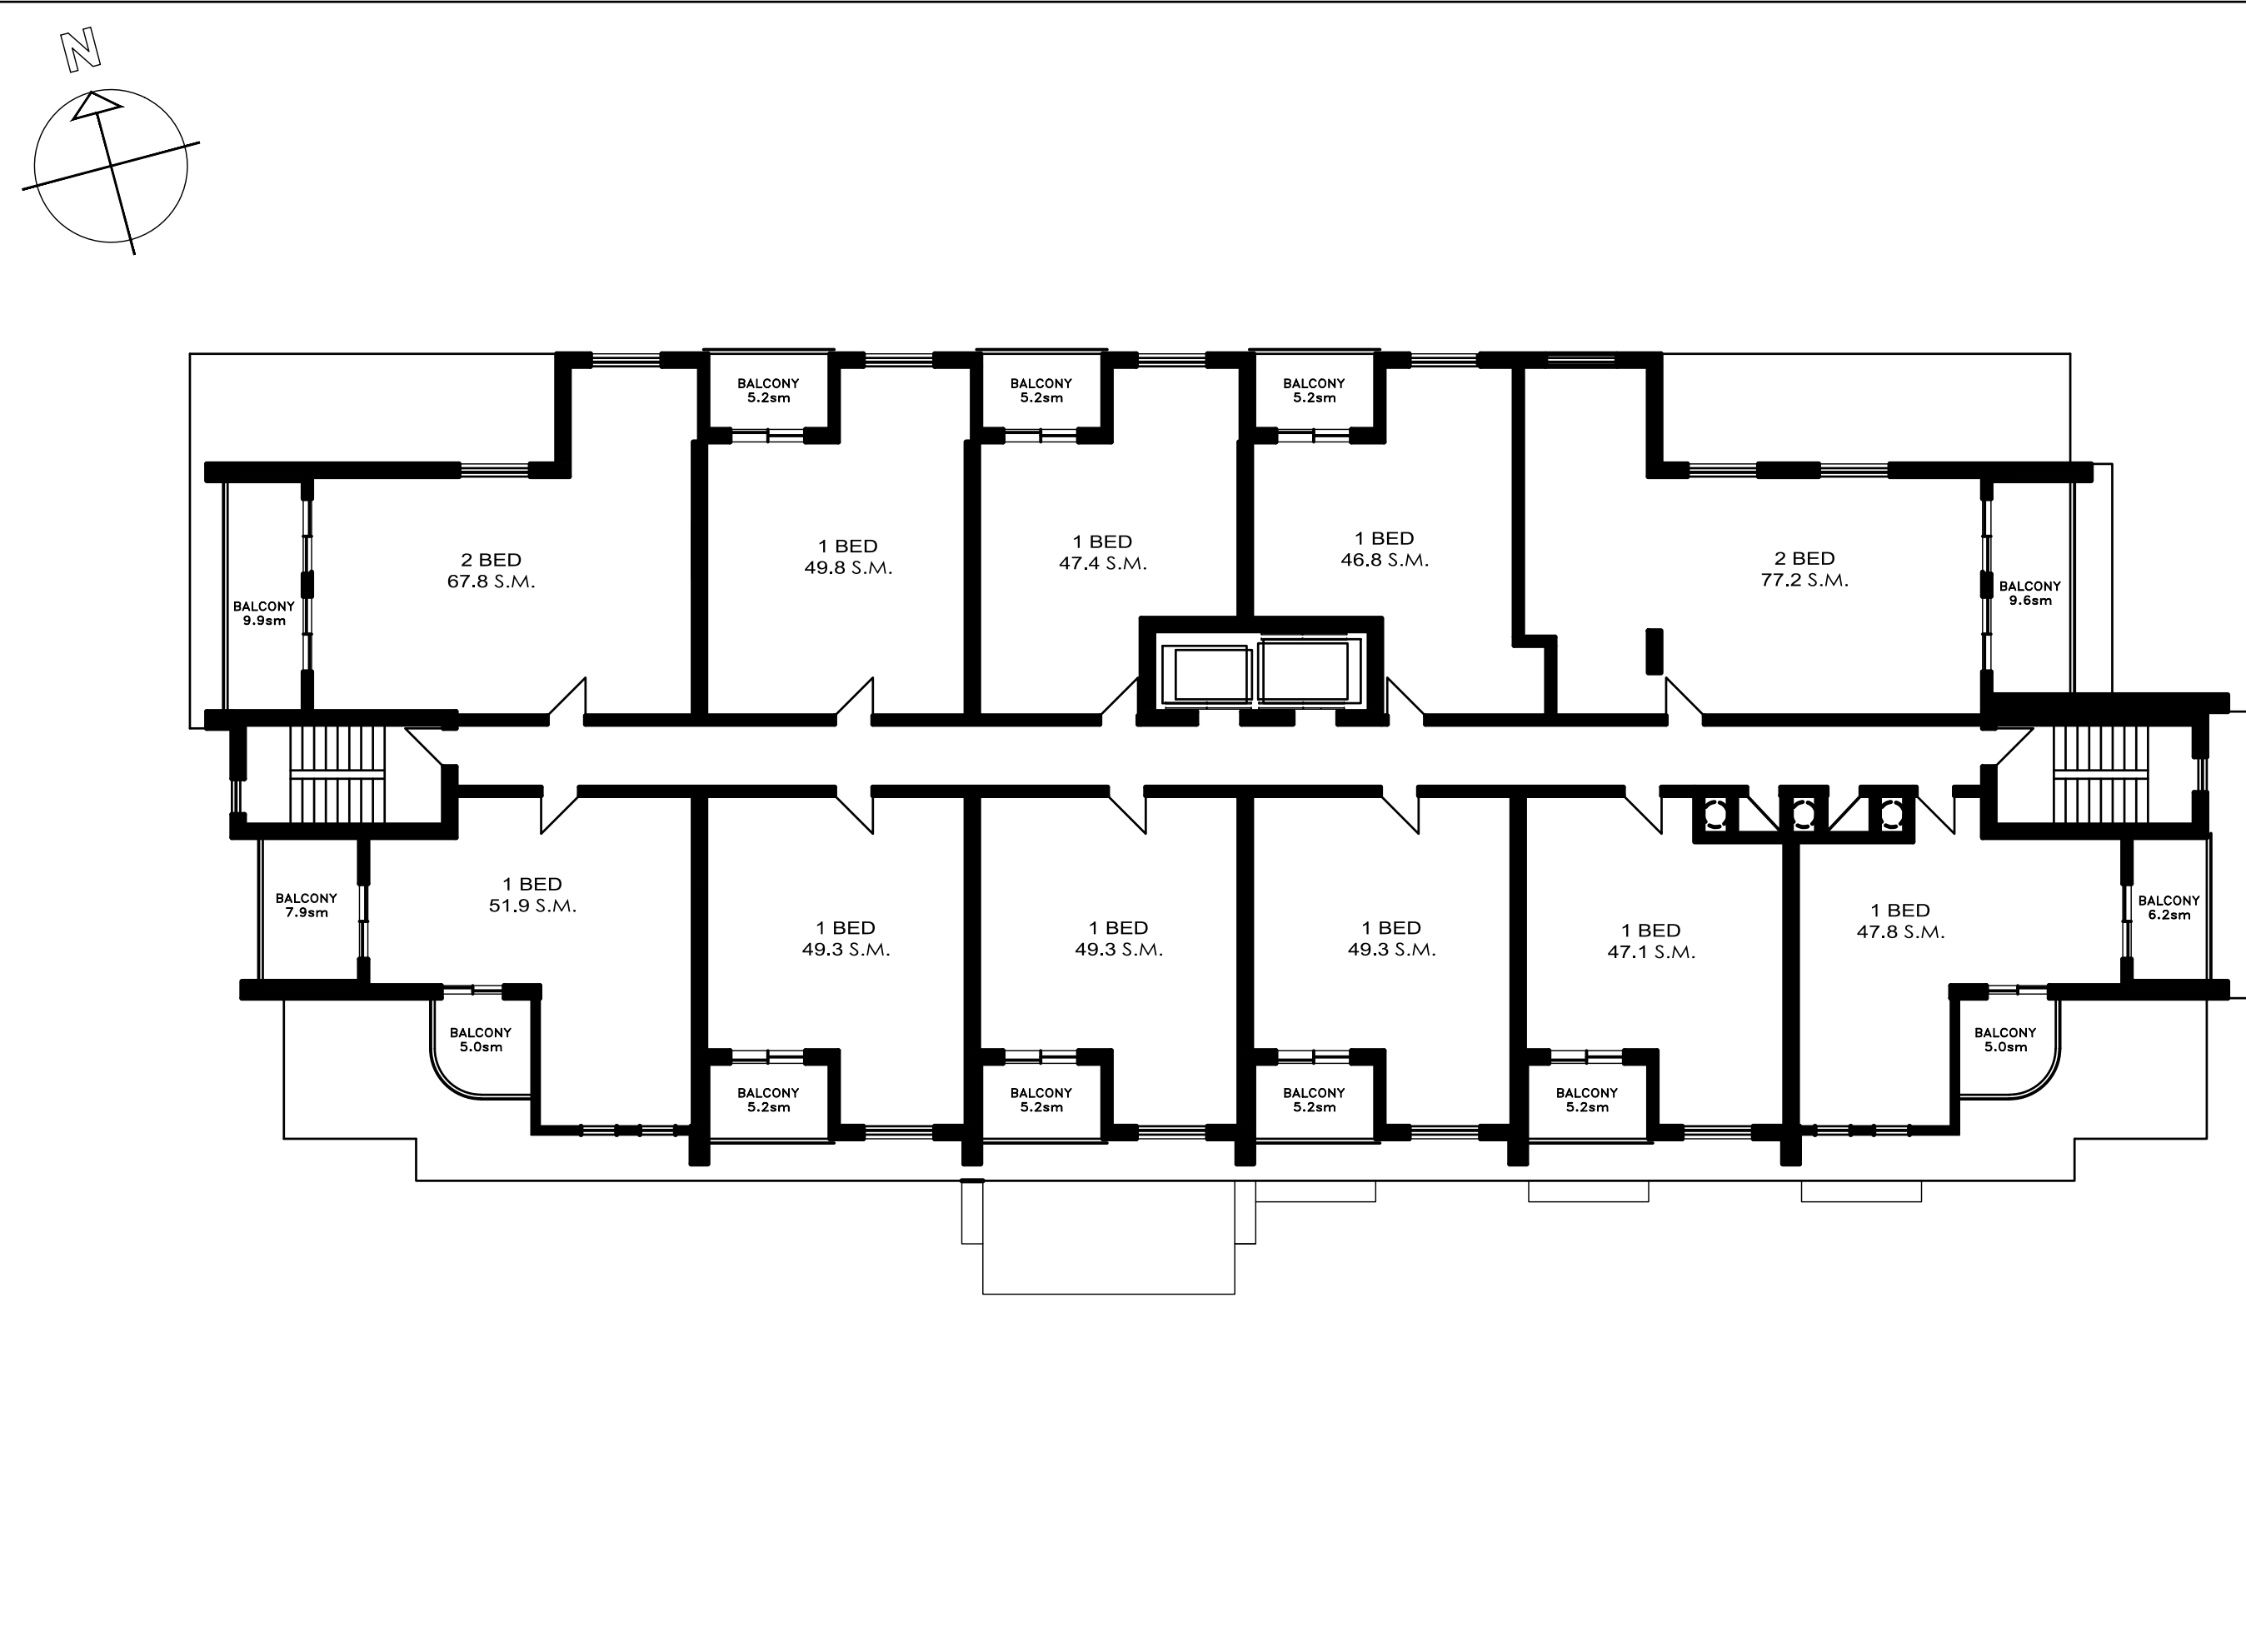 N
BALCONY
5.2sm
BALCONY
5.2sm
BALCONY
5.2sm
2 BED
67.8 S.M.
1 BED
49.8 S.M.
1 BED
47.4 S.M.
1 BED
46.8 S.M.
2 BED
77.2 S.M.
BALCONY
9.9sm
BALCONY
9.6sm
BALCONY
7.9sm
1 BED
51.9 S.M.
1 BED
49.3 S.M.
1 BED
49.3 S.M.
1 BED
49.3 S.M.
1 BED
47.1 S.M.
1 BED
47.8 S.M.
BALCONY
6.2sm
BALCONY
5.0sm
BALCONY
5.2sm
BALCONY
5.2sm
BALCONY
5.2sm
BALCONY
5.2sm
BALCONY
5.0sm